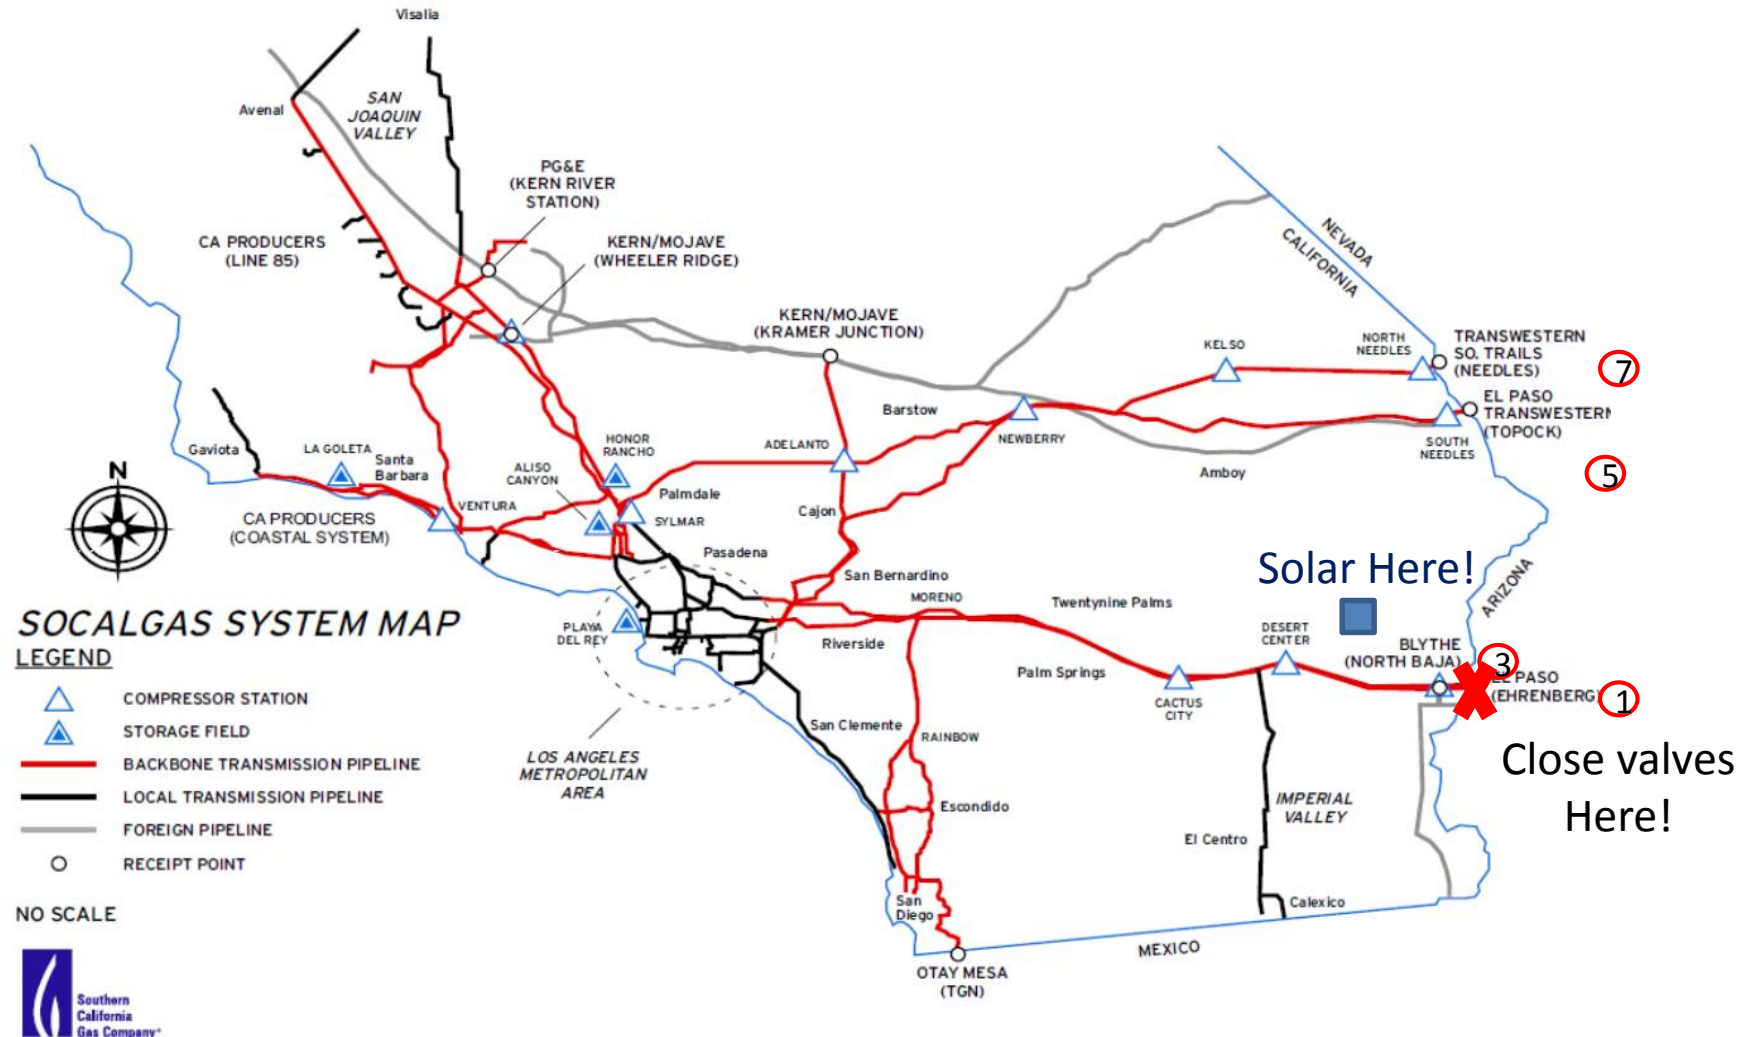 Visalia
Avenal
SAN
JOAQUIN
VALLEY
PG&E
(KERN RIVER
STATION)
CA PRODUCERS
(LINE 85)
KERN/MOJAVE
(WHEELER RIDGE)
KERN/MOJAVE
(KRAMER JUNCTION)
NEVADA
CALIFORNIA
KELSO
NORTH
NEEDLES
TRANSWESTERN
SO. TRAILS
(NEEDLES)
7
EL PASO
TRANSWESTERN
(TOPOCK)
SOUTH
NEEDLES
5
Barstow
NEWBERRY
Amboy
ADELANTO
Gaviota
LA GOLETA
Santa
Barbara
HONOR
RANCHO
ALISO
CANYON
N
CA PRODUCERS
(COASTAL SYSTEM)
VENTURA
Palmdale
SYLMAR
Cajon
Pasadena
San Bernardino
MORENO
Twentynine Palms
Solar Here!
ARIZONA
SOCALGAS SYSTEM MAP
PLAYA
DEL REY
Riverside
Palm Springs
DESERT
CENTER
BLYTHE
(NORTH BAJA)
3
EL PASO
(EHRENBERG)
1
CACTUS
CITY
Close valves
Here!
LEGEND
COMPRESSOR STATION
STORAGE FIELD
BACKBONE TRANSMISSION PIPELINE
LOCAL TRANSMISSION PIPELINE
FOREIGN PIPELINE
RECEIPT POINT
NO SCALE
LOS ANGELES
METROPOLITAN
AREA
San Clemente
RAINBOW
Escondido
IMPERIAL
VALLEY
El Centro
San
Diego
Calexico
MEXICO
OTAY MESA
(TGN)
Southern
California
Gas Company®